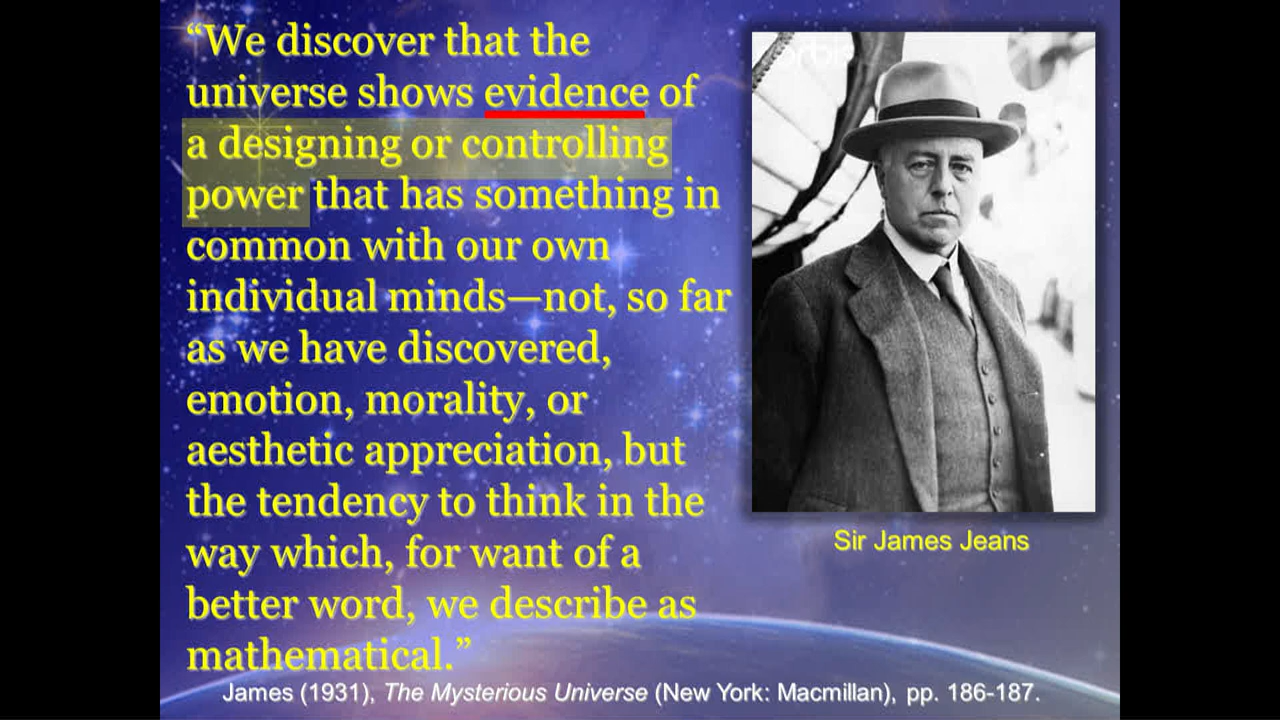 “We discover that the
universe shows evidence of
a designing or controlling
power that has something in
common with our own
individual minds—not, so far
as we have discovered,
emotion, morality, or
aesthetic appreciation, but
the tendency to think in the
way which, for want of a
better word, we describe as
mathematical.”
Sir James Jeans
James (1931), The Mysterious Universe (New York: Macmillan), pp. 186-187.